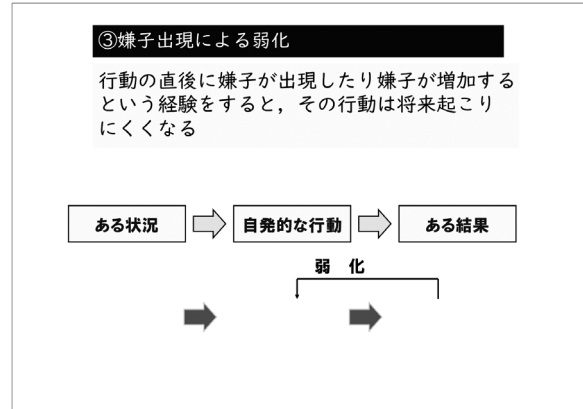 ③嫌子出現による弱化
行動の直後に嫌子が出現したり嫌子が増加する
という経験をすると，その行動は将来起こり
にくくなる
ある状況
自発的な行動
ある結果
弱 化